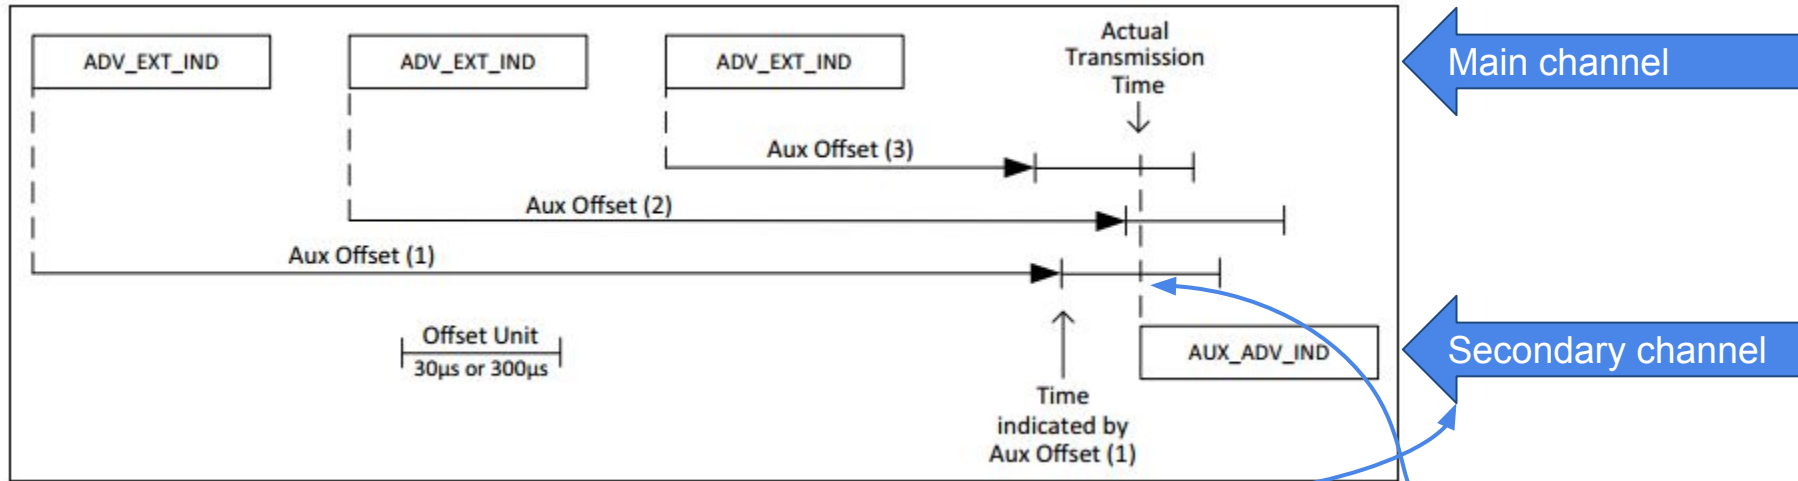 ADV_EXT_IND
ADV_EXT_IND
ADV_EXT_IND
Actual
Transmission
Time
Main channel
Aux Offset (3)
Aux Offset (2)
Aux Offset (1)
Offset Unit
30µs or 300µs
AUX_ADV_IND
Secondary channel
Time
indicated by
Aux Offset (1)